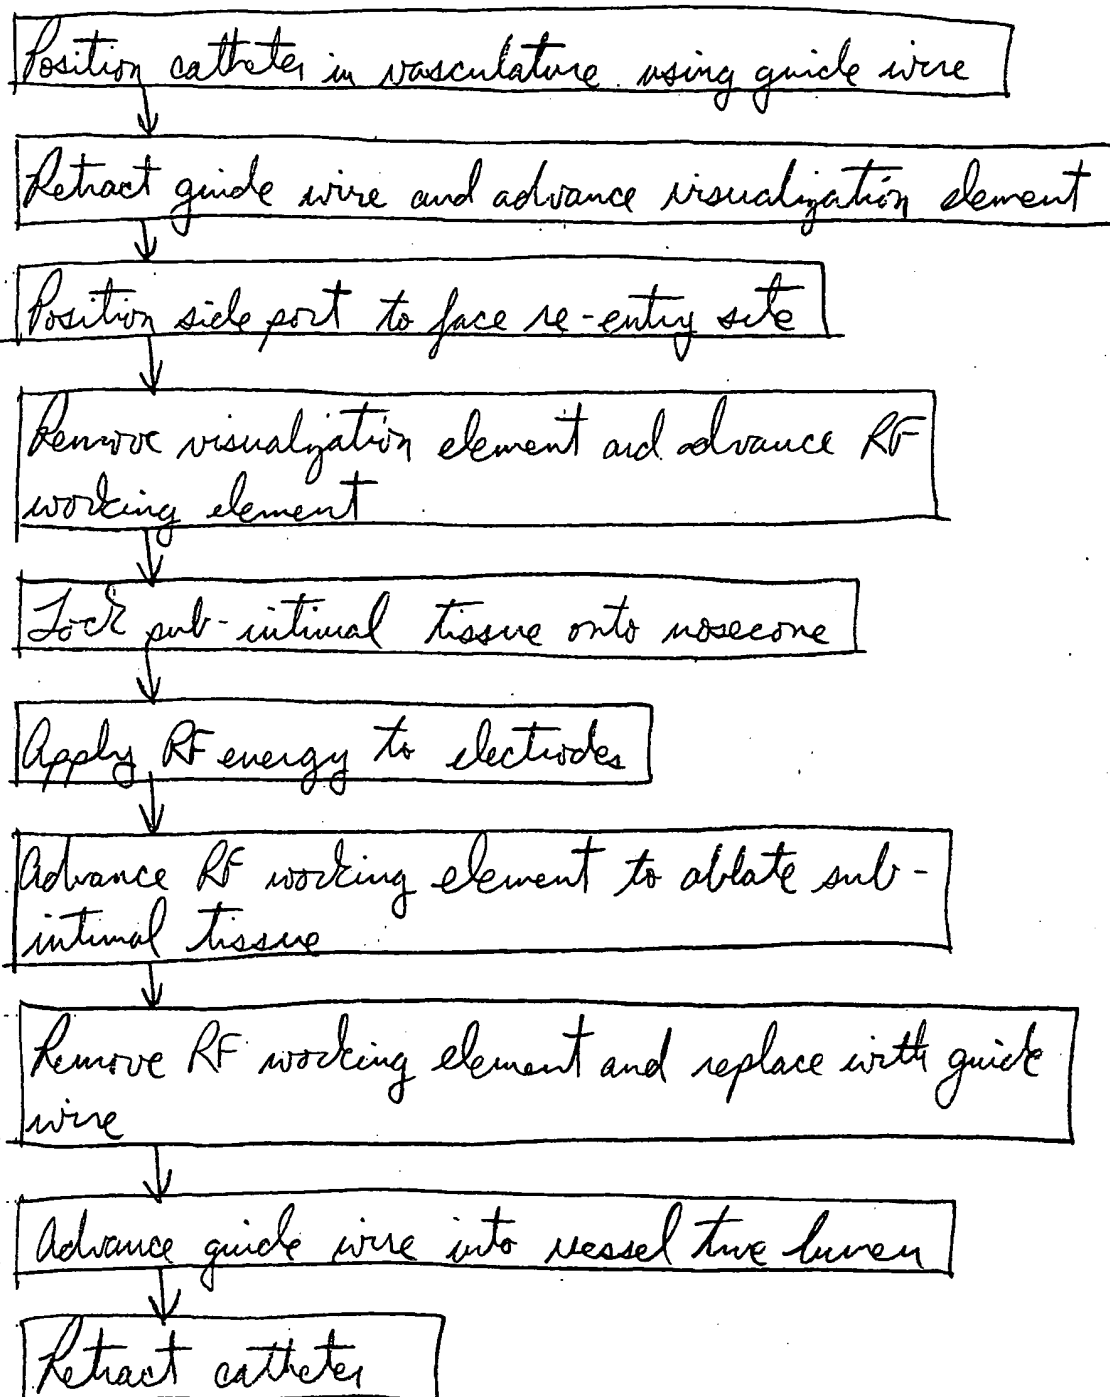 Position catheter in vasculature using guide wire
Retract guide wire and advance visualization element
Position side port to face re-entry site
Remove visualization element and advance RF
working element
Lock sub-intimal tissue onto nosecone
Apply RF energy to electrodes
Advance RF working element to ablate sub-
intimal tissue
Remove RF working element and replace with guide
wire
Advance guide wire into vessel true lumen
Retract catheter